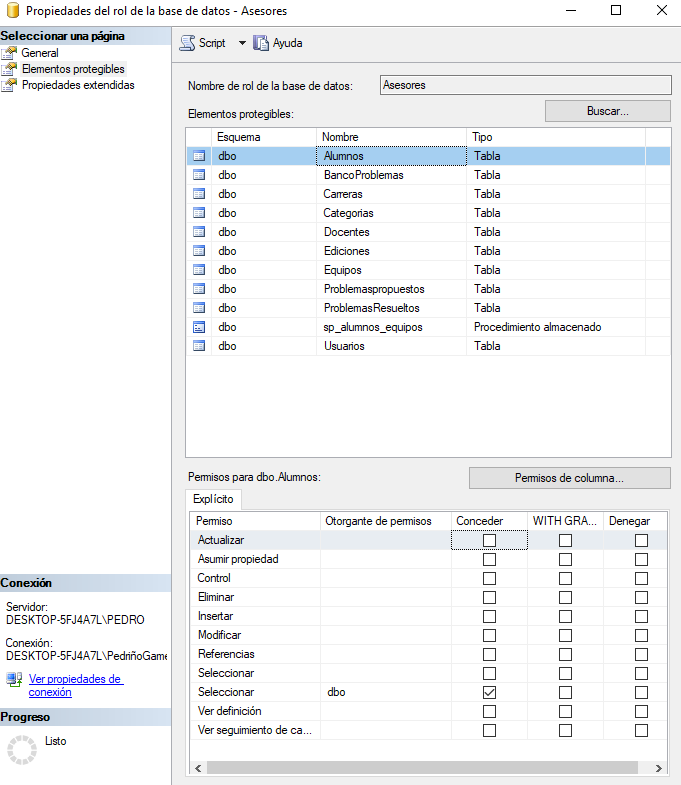 Propiedades del rol de la base de datos - Asesores
Seleccionar una página
General
Elementos protegibles
Propiedades extendidas
Script
Ayuda
Nombre de rol de la base de datos: Asesores
Elementos protegibles: Buscar...
Esquema Nombre Tipo
dbo Alumnos Tabla
dbo BancoProblemas Tabla
dbo Carreras Tabla
dbo Categorias Tabla
dbo Docentes Tabla
dbo Ediciones Tabla
dbo Equipos Tabla
dbo Problemaspropuestos Tabla
dbo ProblemasResueltos Tabla
dbo sp_alumnos_equipos Procedimiento almacenado
dbo Usuarios Tabla
Permisos para dbo.Alumnos: Permisos de columna...
Explícito
Permiso Otorgante de permisos Conceder WITH GRA... Denegar
Actualizar
Asumir propiedad
Control
Eliminar
Insertar
Modificar
Referencias
Seleccionar
Seleccionar dbo
Ver definición
Ver seguimiento de ca...
Conexión
Servidor:
DESKTOP-5FJ4A7L\PEDRO
Conexión:
DESKTOP-5FJ4A7L\PedriñoGame
Ver propiedades de
conexión
Progreso
Listo